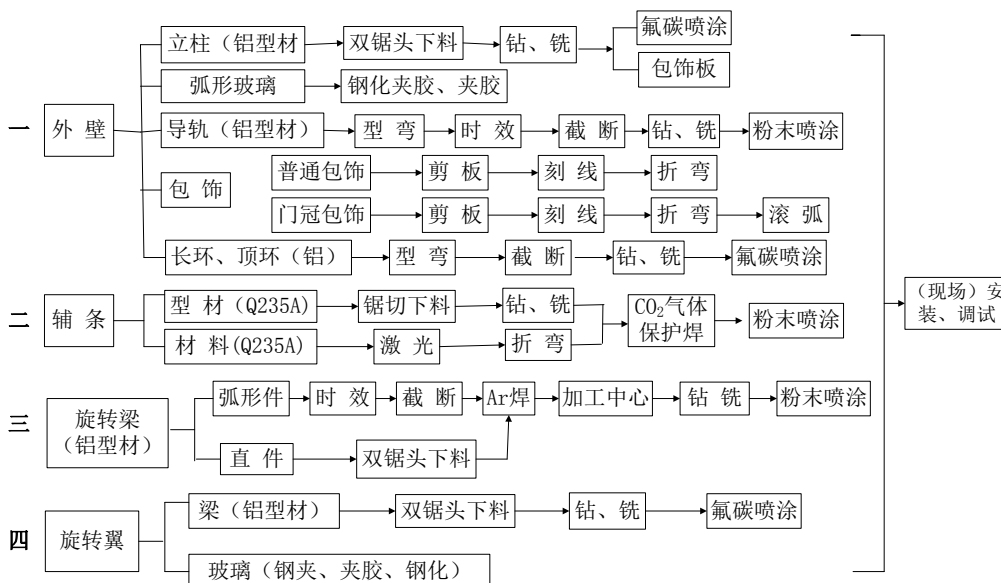 立柱（铝型材 双锯头下料 钻、铣 氟碳喷涂
包饰板
弧形玻璃 钢化夹胶、夹胶
一 外 壁 导轨（铝型材） 型 弯 时 效 截 断 钻、铣 粉末喷涂
包 饰 普通包饰 剪 板 刻 线 折 弯
门冠包饰 剪 板 刻 线 折 弯 滚 弧
长环、顶环（铝） 型 弯 截 断 钻、铣 氟碳喷涂
二 辅 条 型 材（Q235A） 锯切下料 钻、铣
CO₂气体
保护焊
粉末喷涂
材 料(Q235A) 激 光 折 弯
三 旋转梁
（铝型材）
弧形件 时 效 截 断 Ar焊 加工中心 钻 铣 粉末喷涂
直 件 双锯头下料
四 旋转翼 梁（铝型材） 双锯头下料 钻、铣 氟碳喷涂
玻璃（钢夹、夹胶、钢化）
（现场）安
装、调试